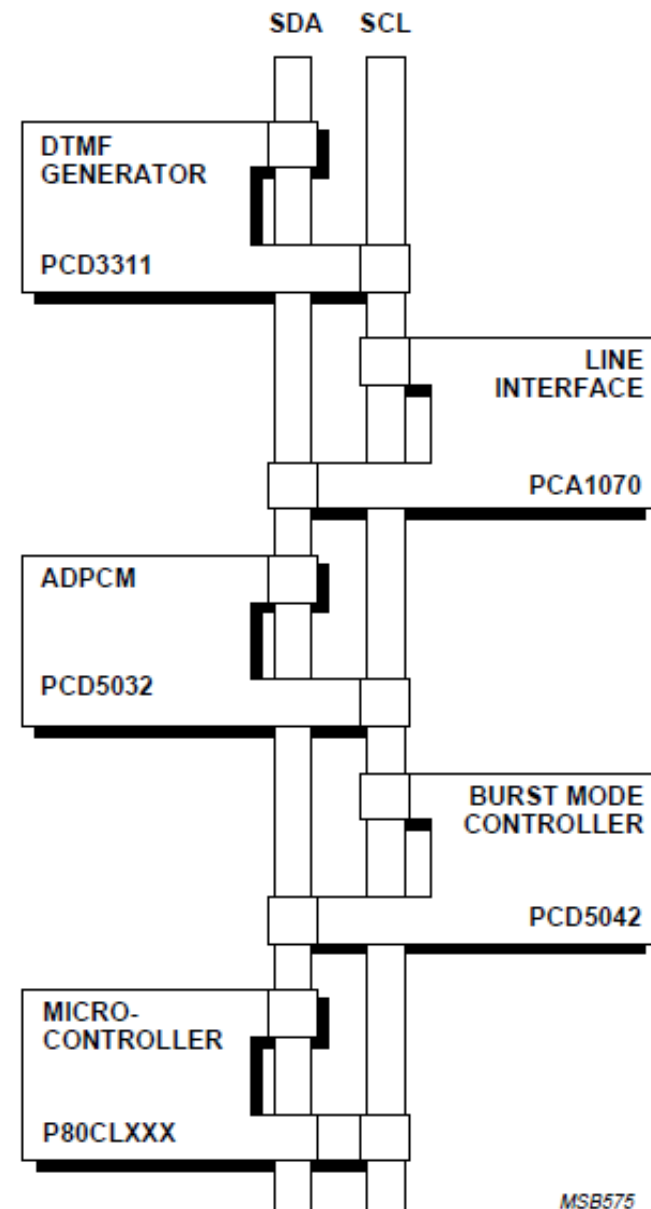 SDA SCL
DTMF
GENERATOR
PCD3311
LINE
INTERFACE
PCA1070
ADPCM
PCD5032
BURST MODE
CONTROLLER
PCD5042
MICRO-
CONTROLLER
P80CLXXX
MSB575